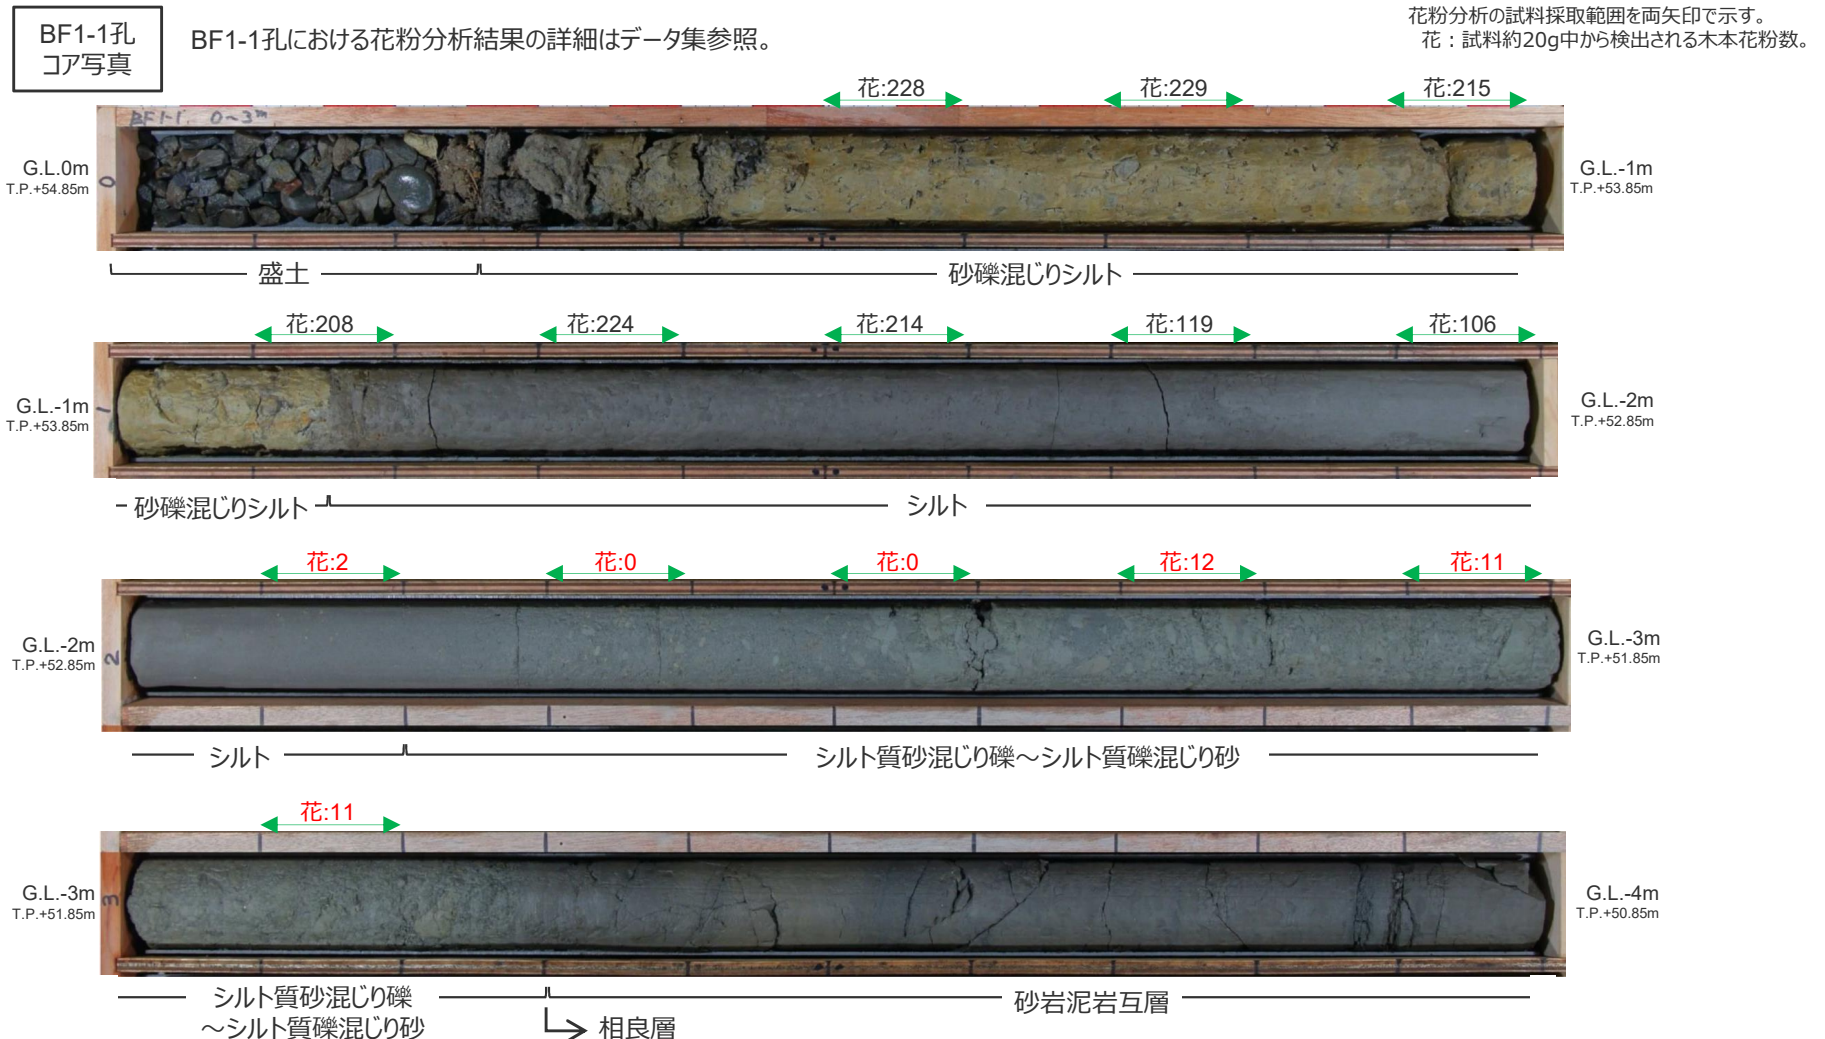 BF1-1孔
コア写真
BF1-1孔における花粉分析結果の詳細はデータ集参照。
花粉分析の試料採取範囲を両矢印で示す。
花：試料約20g中から検出される木本花粉数。
花:228
花:229
花:215
BF1-1 0~3m
G.L.0m
T.P.+54.85m
0
G.L.-1m
T.P.+53.85m
盛土
砂礫混じりシルト
花:208
花:224
花:214
花:119
花:106
G.L.-1m
T.P.+53.85m
1
G.L.-2m
T.P.+52.85m
砂礫混じりシルト
シルト
花:2
花:0
花:0
花:12
花:11
G.L.-2m
T.P.+52.85m
2
G.L.-3m
T.P.+51.85m
シルト
シルト質砂混じり礫～シルト質礫混じり砂
花:11
G.L.-3m
T.P.+51.85m
3
G.L.-4m
T.P.+50.85m
シルト質砂混じり礫
～シルト質礫混じり砂
砂岩泥岩互層
相良層